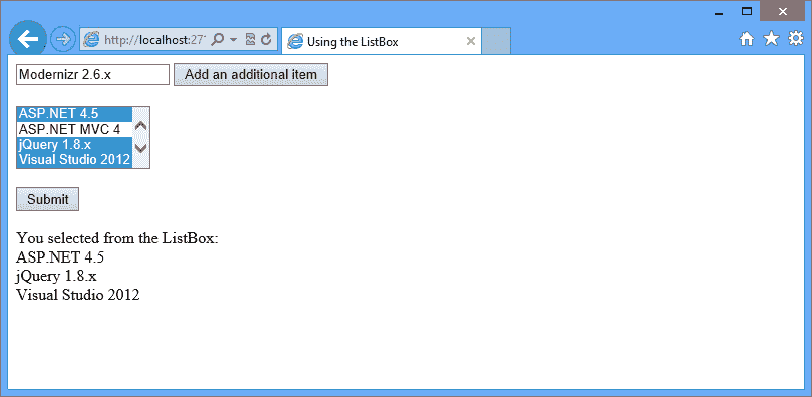 http://localhost:27
Using the ListBox
Modernizr 2.6.x
Add an additional item
ASP.NET 4.5
ASP.NET MVC 4
jQuery 1.8.x
Visual Studio 2012
Submit
You selected from the ListBox:
ASP.NET 4.5
jQuery 1.8.x
Visual Studio 2012